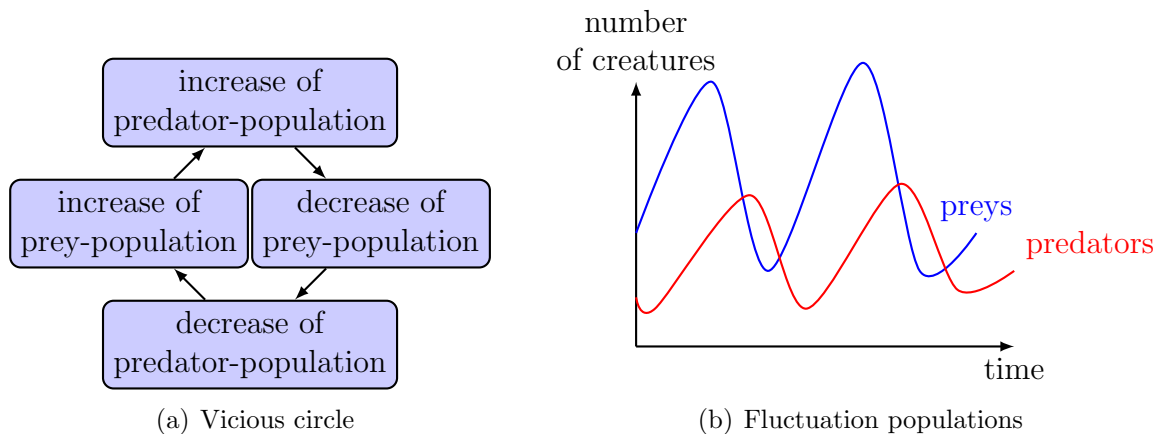 increase of
predator-population
increase of
prey-population
decrease of
prey-population
decrease of
predator-population
(a) Vicious circle
number
of creatures
preys
predators
time
(b) Fluctuation populations